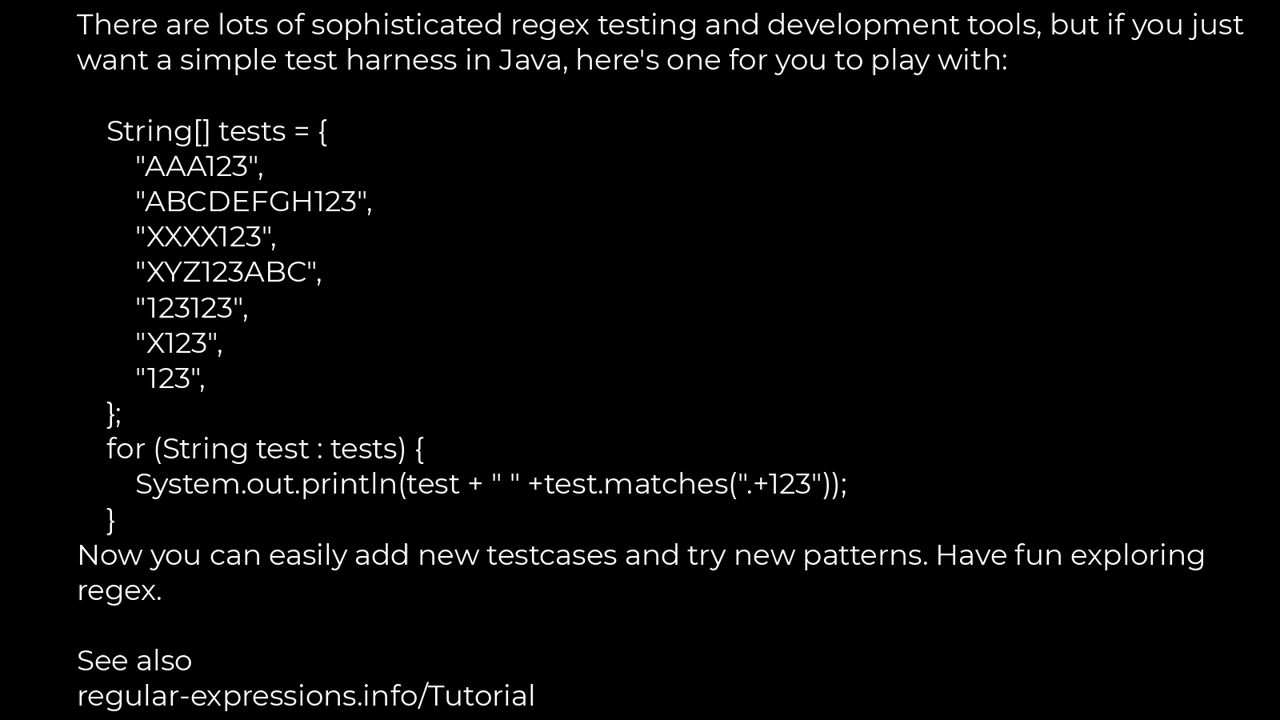 There are lots of sophisticated regex testing and development tools, but if you just
want a simple test harness in Java, here's one for you to play with:
String[] tests = {
"AAA123",
"ABCDEFGH123",
"XXXX123",
"XYZ123ABC",
"123123",
"X123",
"123",
};
for (String test : tests) {
System.out.println(test + " " +test.matches(".+123"));
}
Now you can easily add new testcases and try new patterns. Have fun exploring
regex.
See also
regular-expressions.info/Tutorial